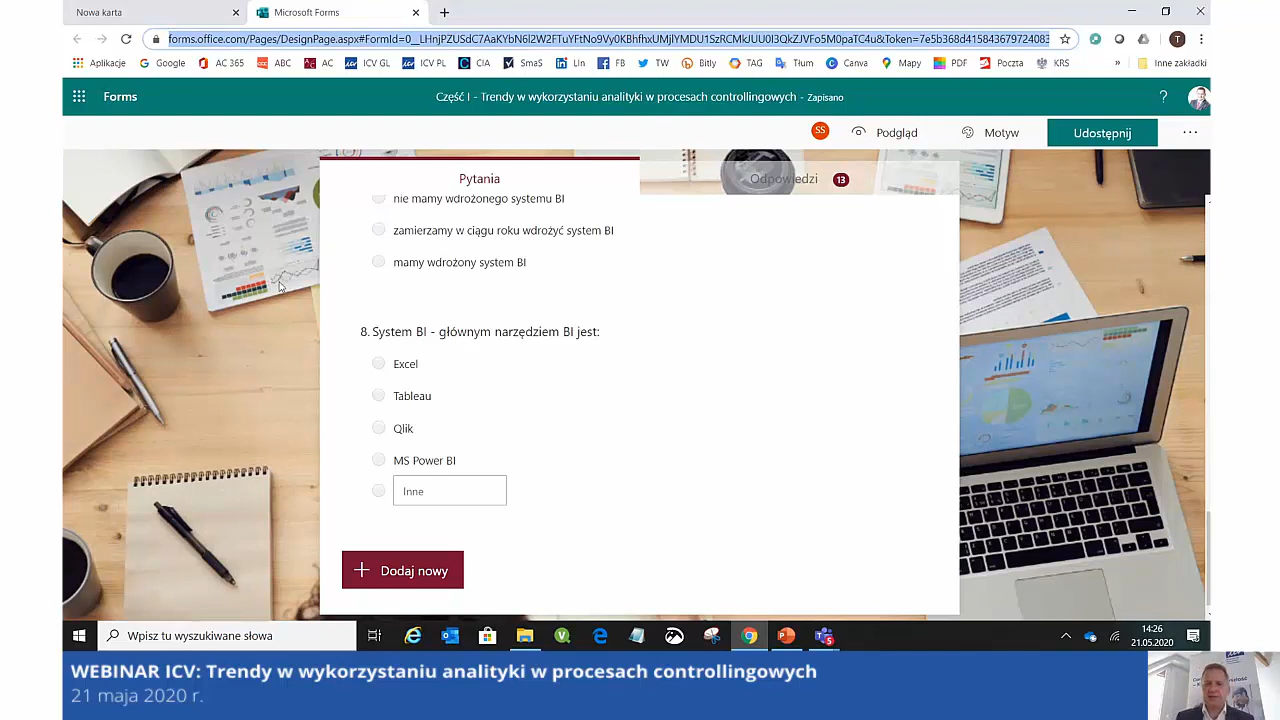 Nowa karta
Microsoft Forms
forms.office.com/Pages/DesignPage.aspx#FormId=0__LHnjPZUSdC7AaKYbN6l2W2FTuYFtNo9Vy0KBhfhxUMjlYMDU1SzRCMkJUU0l3QkZJVFo5M0paTC4u&Token=7e5b368d41584367972408
T
Aplikacje Google AC 365 ABC AC ICV GL ICV PL CIA SmaS Lin FB TW Bitly TAG Tłum Canva Mapy PDF Poczta KRS » Inne zakładki
Forms
Część I - Trendy w wykorzystaniu analityki w procesach controllingowych - Zapisano
?
SS Podgląd Motyw Udostępnij ...
Pytania
Odpowiedzi 13
nie mamy wdrożonego systemu BI
zamierzamy w ciągu roku wdrożyć system BI
mamy wdrożony system BI
8. System BI - głównym narzędziem BI jest:
Excel
Tableau
Qlik
MS Power BI
Inne
Dodaj nowy
Wpisz tu wyszukiwane słowa
14:26
21.05.2020
WEBINAR ICV: Trendy w wykorzystaniu analityki w procesach controllingowych
21 maja 2020 r.